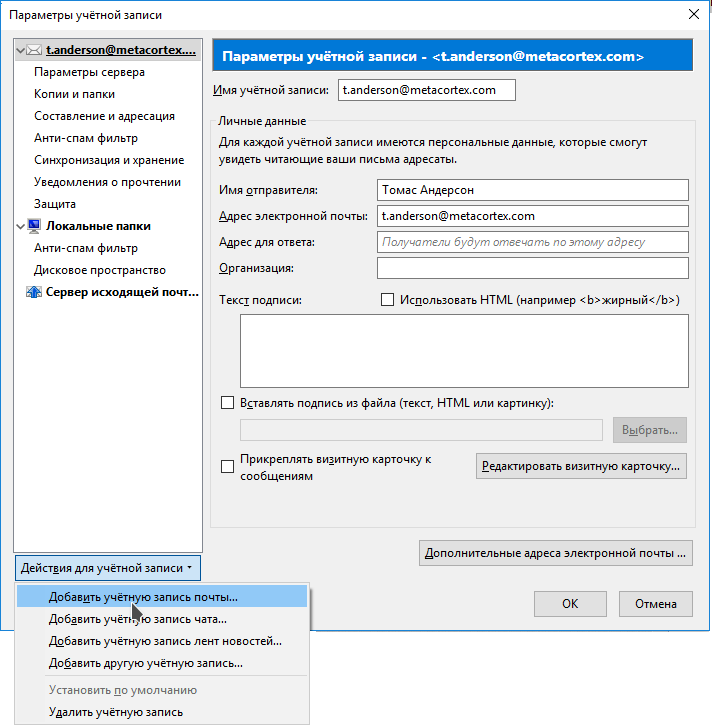 Параметры учётной записи
t.anderson@metacortex....
Параметры сервера
Копии и папки
Составление и адресация
Анти-спам фильтр
Синхронизация и хранение
Уведомления о прочтении
Защита
Локальные папки
Анти-спам фильтр
Дисковое пространство
Сервер исходящей почт...
Действия для учётной записи
Добавить учётную запись почты...
Добавить учётную запись чата...
Добавить учётную запись лент новостей...
Добавить другую учётную запись...
Установить по умолчанию
Удалить учётную запись
Параметры учётной записи - <t.anderson@metacortex.com>
Имя учётной записи: t.anderson@metacortex.com
Личные данные
Для каждой учётной записи имеются персональные данные, которые смогут
увидеть читающие ваши письма адресаты.
Имя отправителя: Томас Андерсон
Адрес электронной почты: t.anderson@metacortex.com
Адрес для ответа: Получатели будут отвечать по этому адресу
Организация:
Текст подписи: Использовать HTML (например <b>жирный</b>)
Вставлять подпись из файла (текст, HTML или картинку):
Выбрать...
Прикреплять визитную карточку к
сообщениям
Редактировать визитную карточку...
Дополнительные адреса электронной почты ...
ОК Отмена